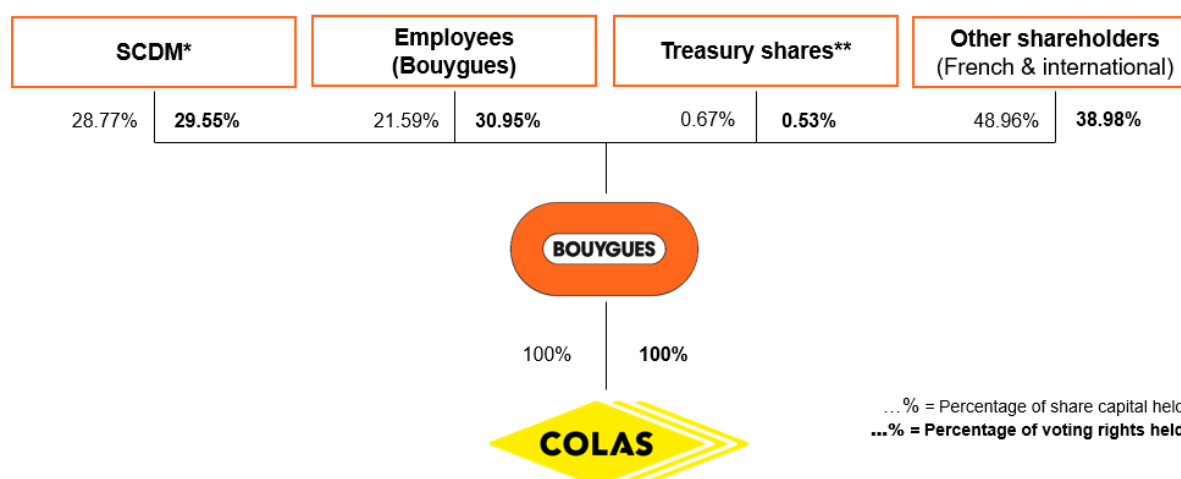 SCDM*
Employees
(Bouygues)
Treasury shares**
Other shareholders
(French & international)
28.77% 29.55%
21.59% 30.95%
0.67% 0.53%
48.96% 38.98%
BOUYGUES
100% 100%
...% = Percentage of share capital held
...% = Percentage of voting rights held
COLAS